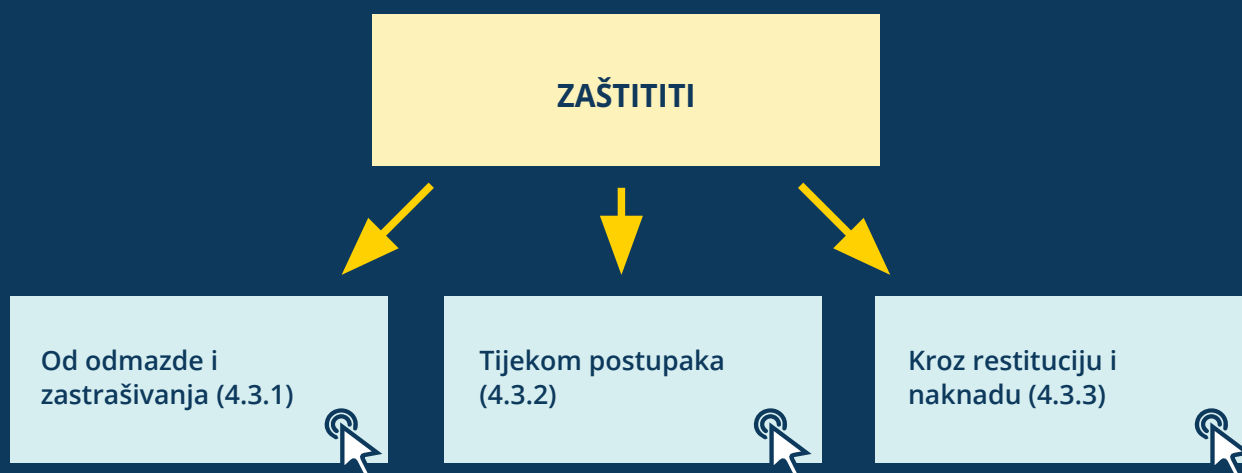 ZAŠTITITI
Od odmazde i
zastrašivanja (4.3.1)
Tijekom postupaka
(4.3.2)
Kroz restituciju i
naknadu (4.3.3)